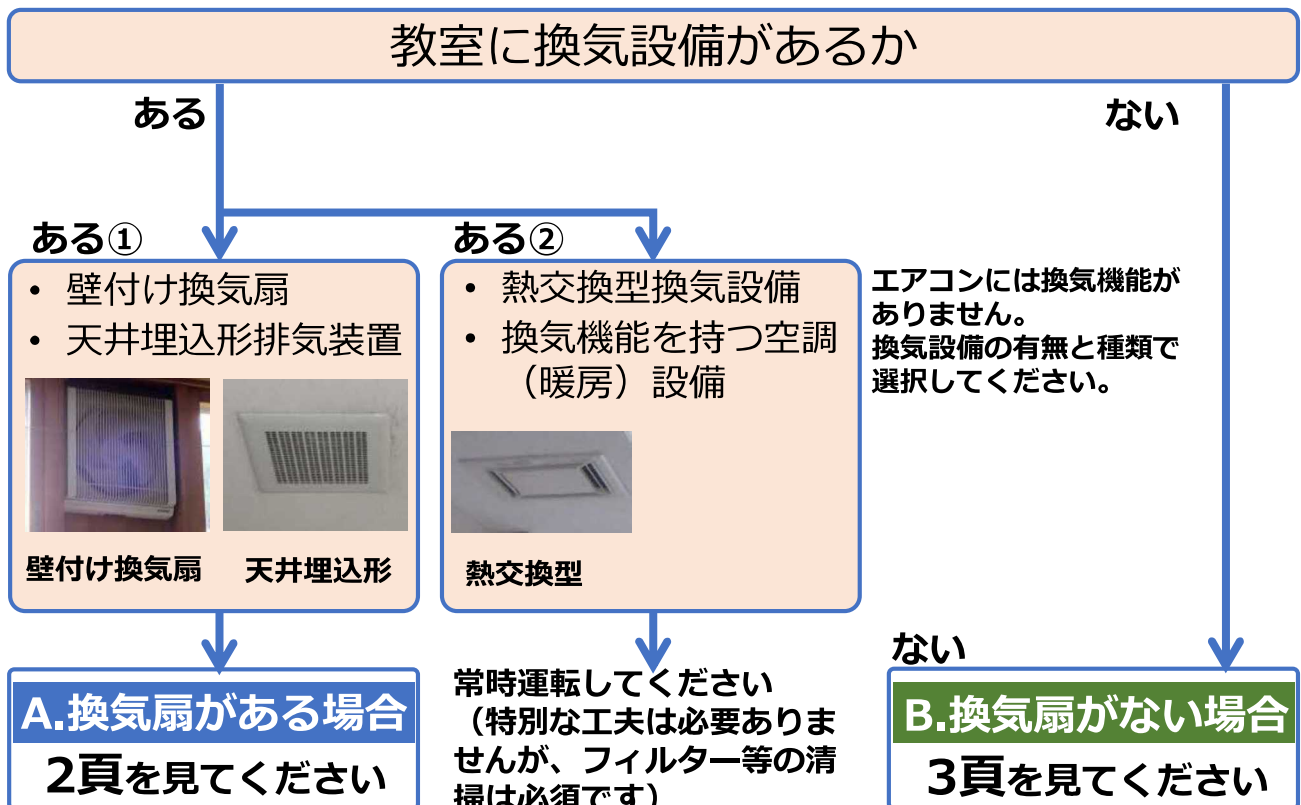 教室に換気設備があるか
ある
ない
ある①
• 壁付け換気扇
• 天井埋込形排気装置
壁付け換気扇
天井埋込形
ある②
• 熱交換型換気設備
• 換気機能を持つ空調
（暖房）設備
熱交換型
エアコンには換気機能が
ありません。
換気設備の有無と種類で
選択してください。
A.換気扇がある場合
2頁を見てください
常時運転してください
（特別な工夫は必要ありま
せんが、フィルター等の清
掃は必須です）
ない
B.換気扇がない場合
3頁を見てください